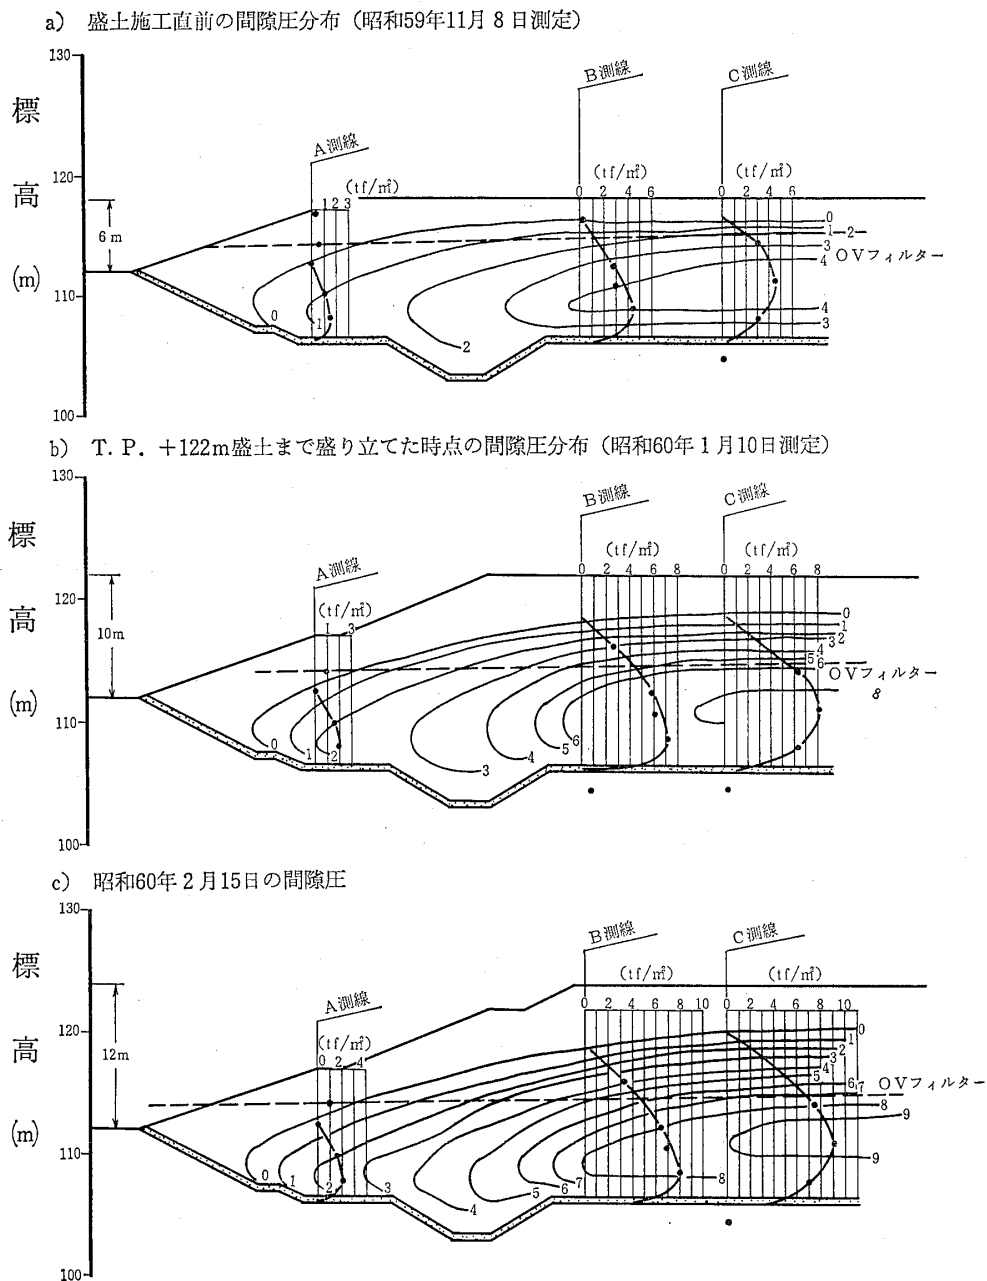 a) 盛土施工直前の間隙圧分布（昭和59年11月8日測定）
130
B測線
C測線
標
A測線
120
(tf/㎡)
(tf/㎡)
(tf/㎡)
0 2 4 6
0 2 4 6
1 2 3
高
0
6m
1
2
3
OVフィルター
4
(m)
110
0
1
4
3
2
100
b) T.P.＋122m盛土まで盛り立てた時点の間隙圧分布（昭和60年1月10日測定）
130
B測線
C測線
標
(tf/㎡)
(tf/㎡)
A測線
0 2 4 6 8
0 2 4 6 8
120
(tf/㎡)
0
高
1 3
1
10m
3 2
4
5 6
OVフィルター
(m)
8
110
0
1
2
3
4
5 6
100
c) 昭和60年2月15日の間隙圧
130
B測線
C測線
標
(tf/㎡)
(tf/㎡)
A測線
0 2 4 6 8 10
0 2 4 6 8 10
120
0
(tf/㎡)
1
高
12m
0 2 4
2
3
4
5
6 7
OVフィルター
8
9
(m)
110
9
0
1
2
3
4
5
6
7
8
100